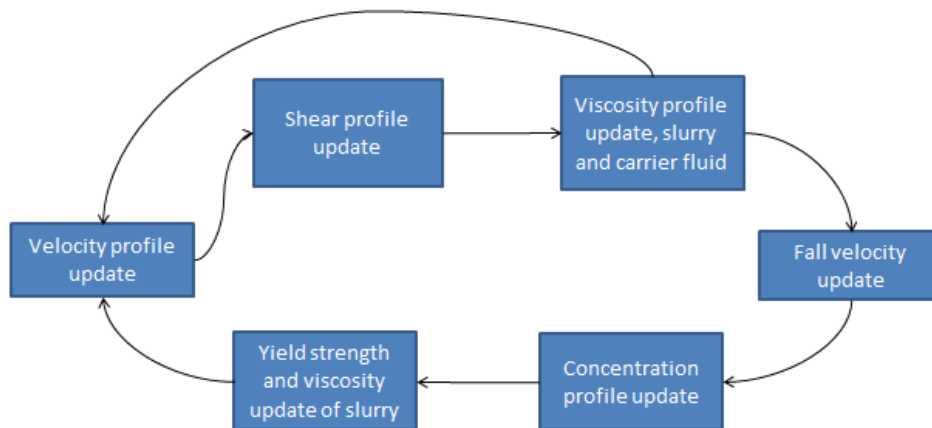 Shear profile
update
Viscosity profile
update, slurry
and carrier fluid
Velocity profile
update
Fall velocity
update
Yield strength
and viscosity
update of slurry
Concentration
profile update